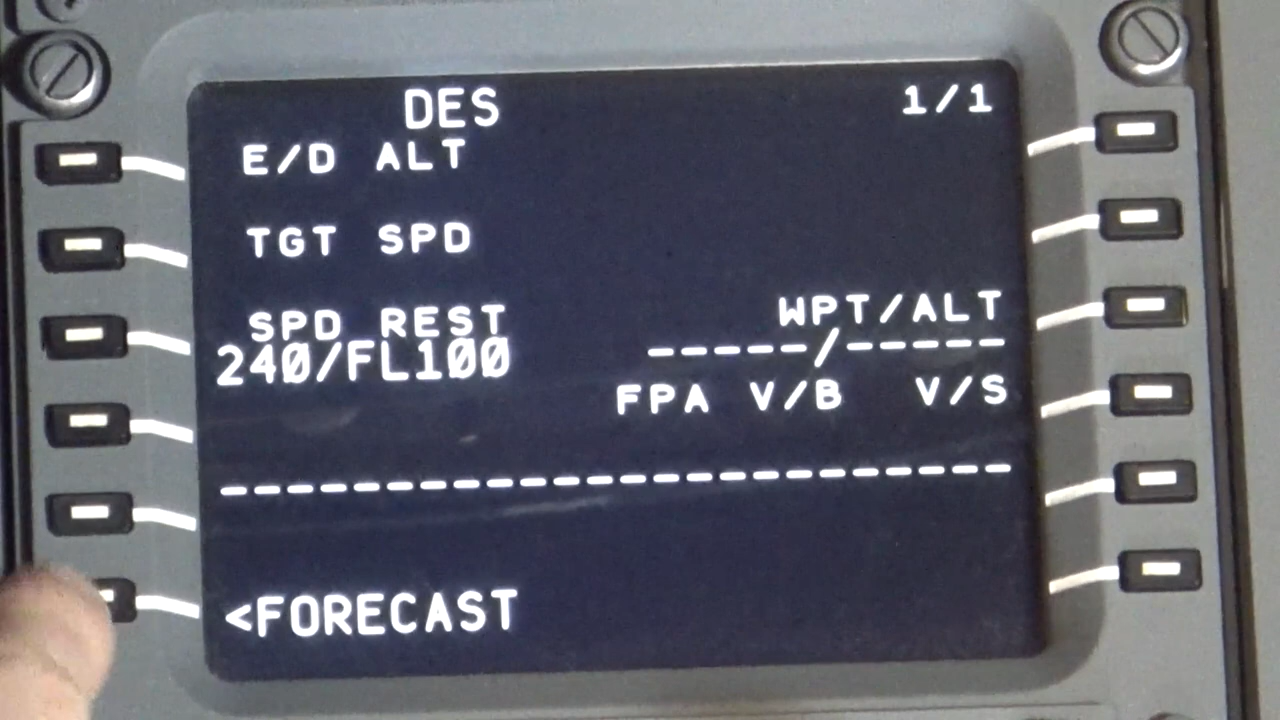 DES 1/1
E/D ALT
TGT SPD
SPD REST WPT/ALT
240/FL100 -----/-----
FPA V/B V/S
------------------------
<FORECAST